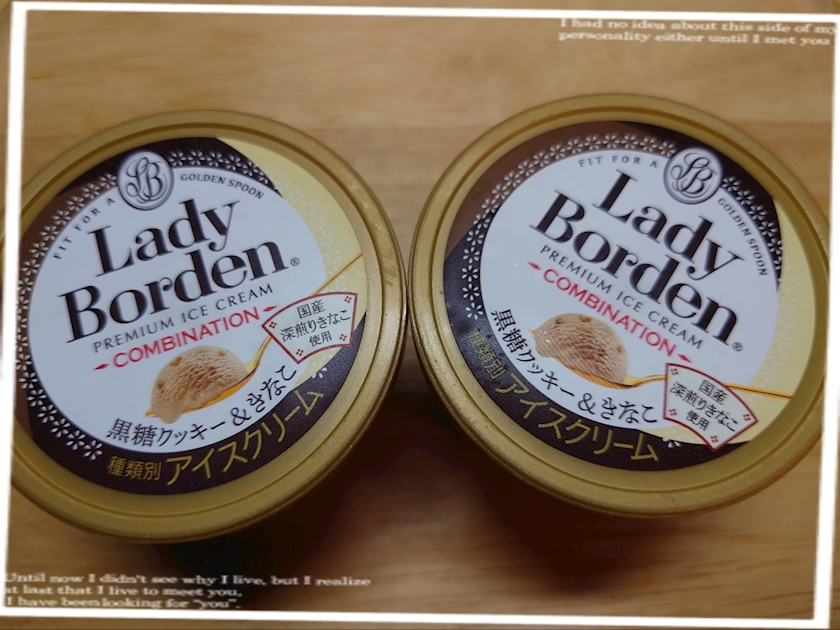 I had no idea about this side of my
personality either until I met you
FIT FOR A GOLDEN SPOON
LB
Lady
Borden®
PREMIUM ICE CREAM
COMBINATION
国産
深煎りきなこ
使用
黒糖クッキー&きなこ
種類別 アイスクリーム
FIT FOR A GOLDEN SPOON
LB
Lady
Borden®
PREMIUM ICE CREAM
COMBINATION
国産
深煎りきなこ
使用
黒糖クッキー&きなこ
種類別 アイスクリーム
Until now I didn't see why I live, but I realize
at last that I live to meet you,
I have been looking for "you".